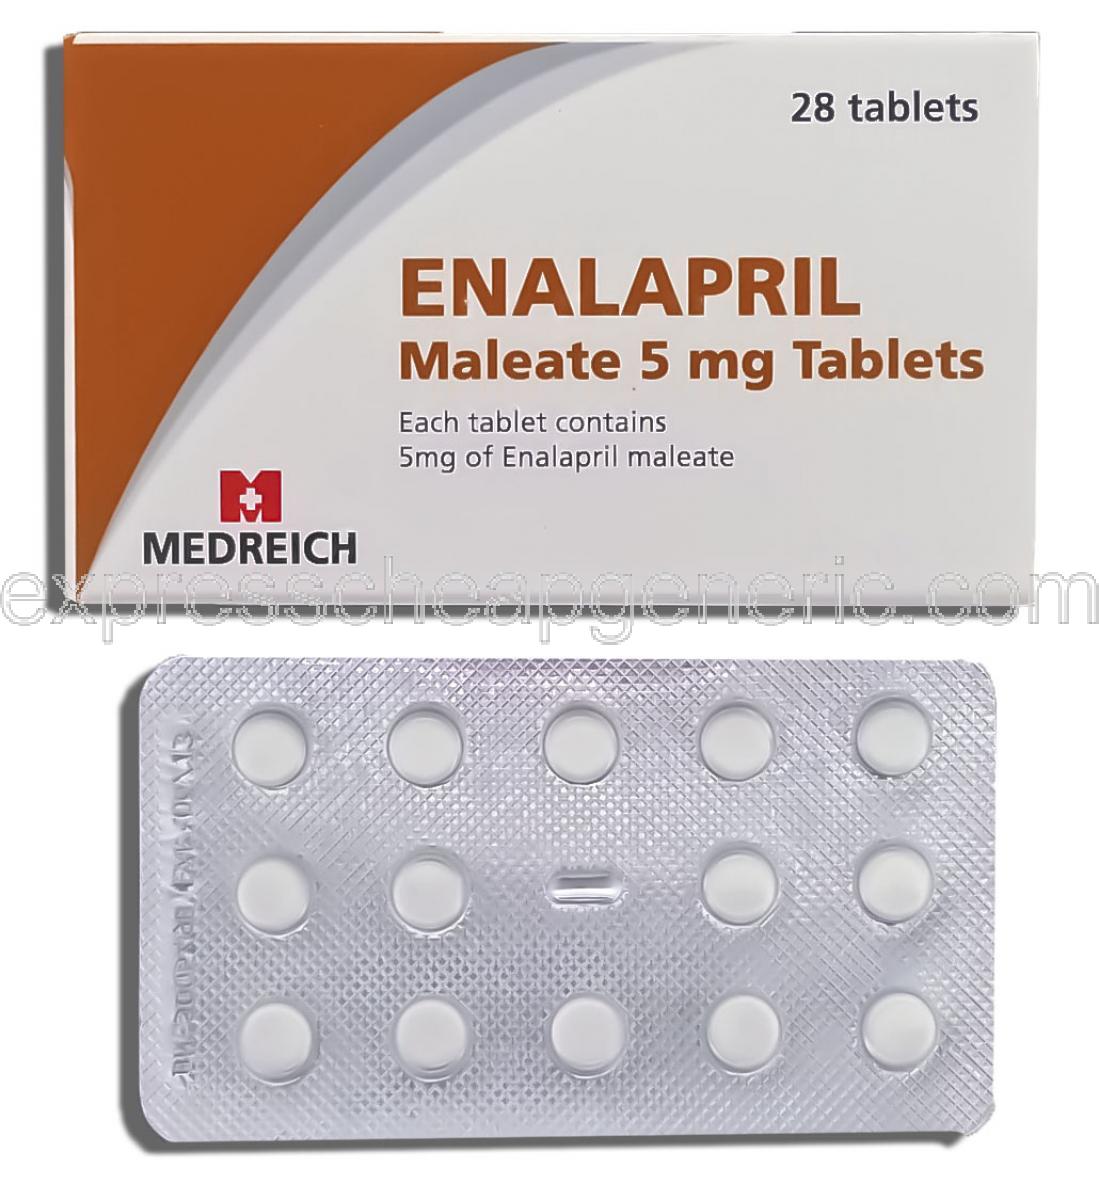 28 tablets
ENALAPRIL
Maleate 5 mg Tablets
Each tablet contains
5mg of Enalapril maleate
MEDREICH
expresscheapgeneric.com